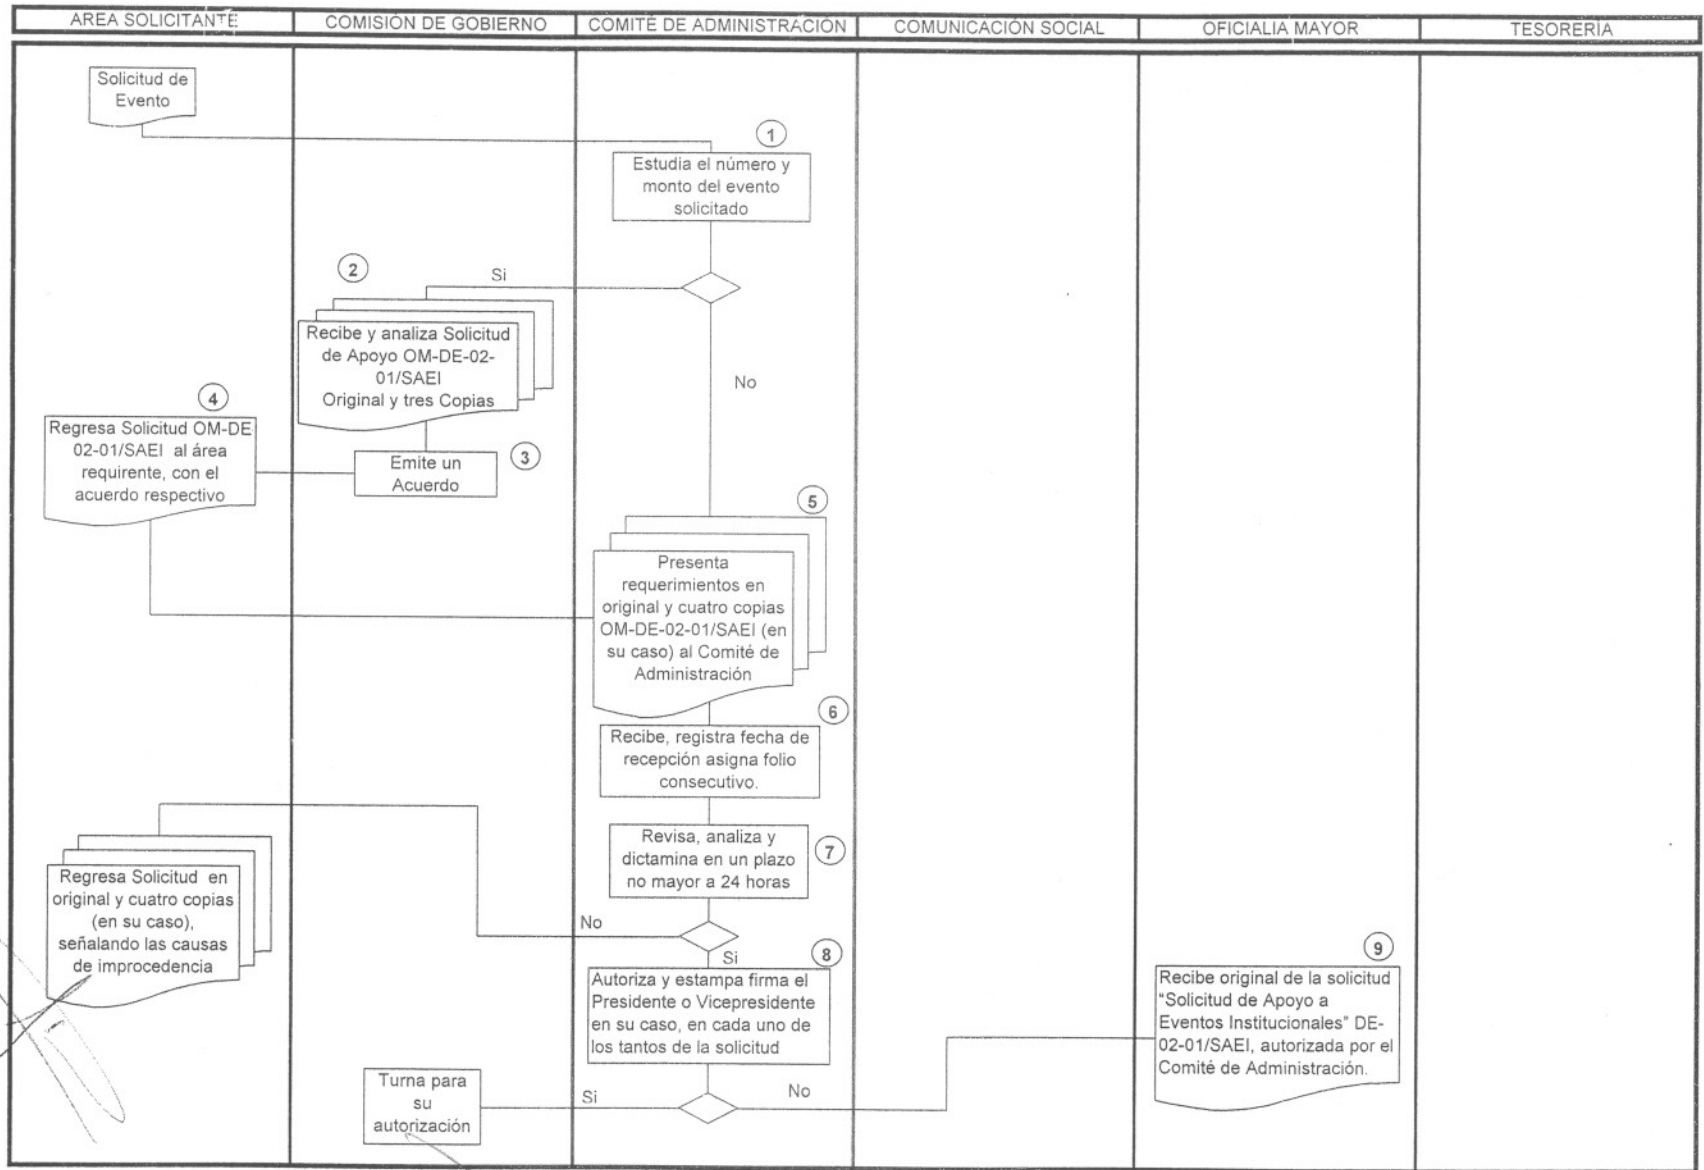 AREA SOLICITANTE
COMISIÓN DE GOBIERNO
COMITÉ DE ADMINISTRACIÓN
COMUNICACIÓN SOCIAL
OFICIALIA MAYOR
TESORERÍA
Solicitud de
Evento
1
Estudia el número y
monto del evento
solicitado
Si
No
2
Recibe y analiza Solicitud
de Apoyo OM-DE-02-
01/SAEI
Original y tres Copias
3
Emite un
Acuerdo
4
Regresa Solicitud OM-DE
02-01/SAEI al área
requirente, con el
acuerdo respectivo
5
Presenta
requerimientos en
original y cuatro copias
OM-DE-02-01/SAEI (en
su caso) al Comité de
Administración
6
Recibe, registra fecha de
recepción asigna folio
consecutivo.
7
Revisa, analiza y
dictamina en un plazo
no mayor a 24 horas
No
Si
Regresa Solicitud en
original y cuatro copias
(en su caso),
señalando las causas
de improcedencia
8
Autoriza y estampa firma el
Presidente o Vicepresidente
en su caso, en cada uno de
los tantos de la solicitud
Si
No
Turna para
su
autorización
9
Recibe original de la solicitud
"Solicitud de Apoyo a
Eventos Institucionales" DE-
02-01/SAEI, autorizada por el
Comité de Administración.